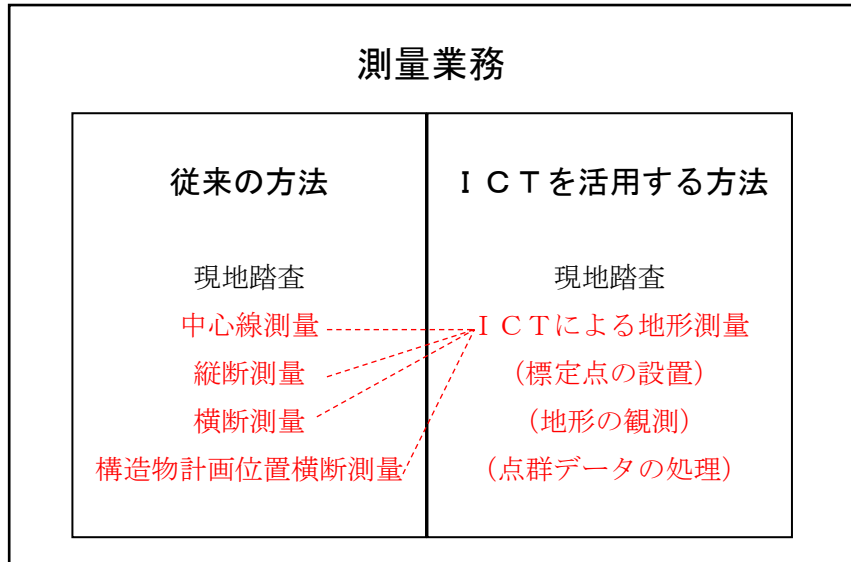 測量業務
従来の方法
現地踏査
中心線測量
縦断測量
横断測量
構造物計画位置横断測量
ＩＣＴを活用する方法
現地踏査
ＩＣＴによる地形測量
（標定点の設置）
（地形の観測）
（点群データの処理）